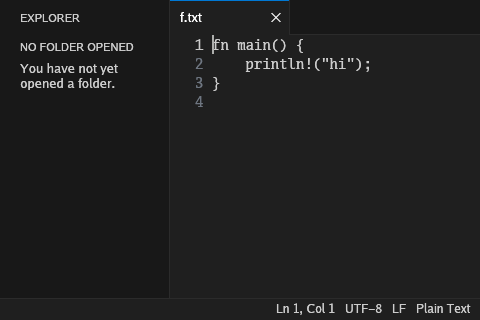 EXPLORER
NO FOLDER OPENED
You have not yet
opened a folder.
f.txt
1 fn main() {
2     println!("hi");
3 }
4
Ln 1, Col 1 UTF-8 LF Plain Text